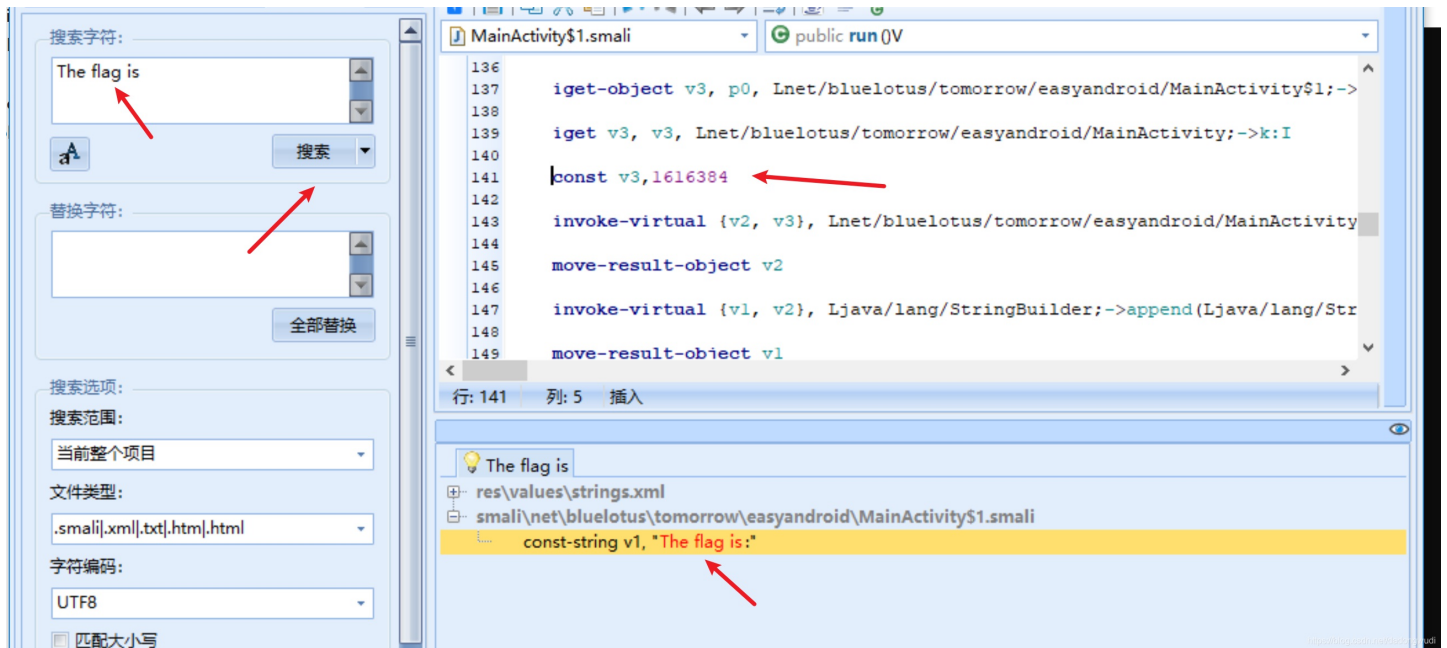 搜索字符:
The flag is
搜索
替换字符:
全部替换
搜索选项:
搜索范围:
当前整个项目
文件类型:
.smali|.xml|.txt|.htm|.html
字符编码:
UTF8
匹配大小写
MainActivity$1.smali
public run()V
136
137 iget-object v3, p0, Lnet/bluelotus/tomorrow/easyandroid/MainActivity$1;->
138
139 iget v3, v3, Lnet/bluelotus/tomorrow/easyandroid/MainActivity;->k:I
140
141 const v3,1616384
142
143 invoke-virtual {v2, v3}, Lnet/bluelotus/tomorrow/easyandroid/MainActivity
144
145 move-result-object v2
146
147 invoke-virtual {v1, v2}, Ljava/lang/StringBuilder;->append(Ljava/lang/Str
148
149 move-result-object v1
行: 141 列: 5 插入
The flag is
res\values\strings.xml
smali\net\bluelotus\tomorrow\easyandroid\MainActivity$1.smali
const-string v1, "The flag is:"